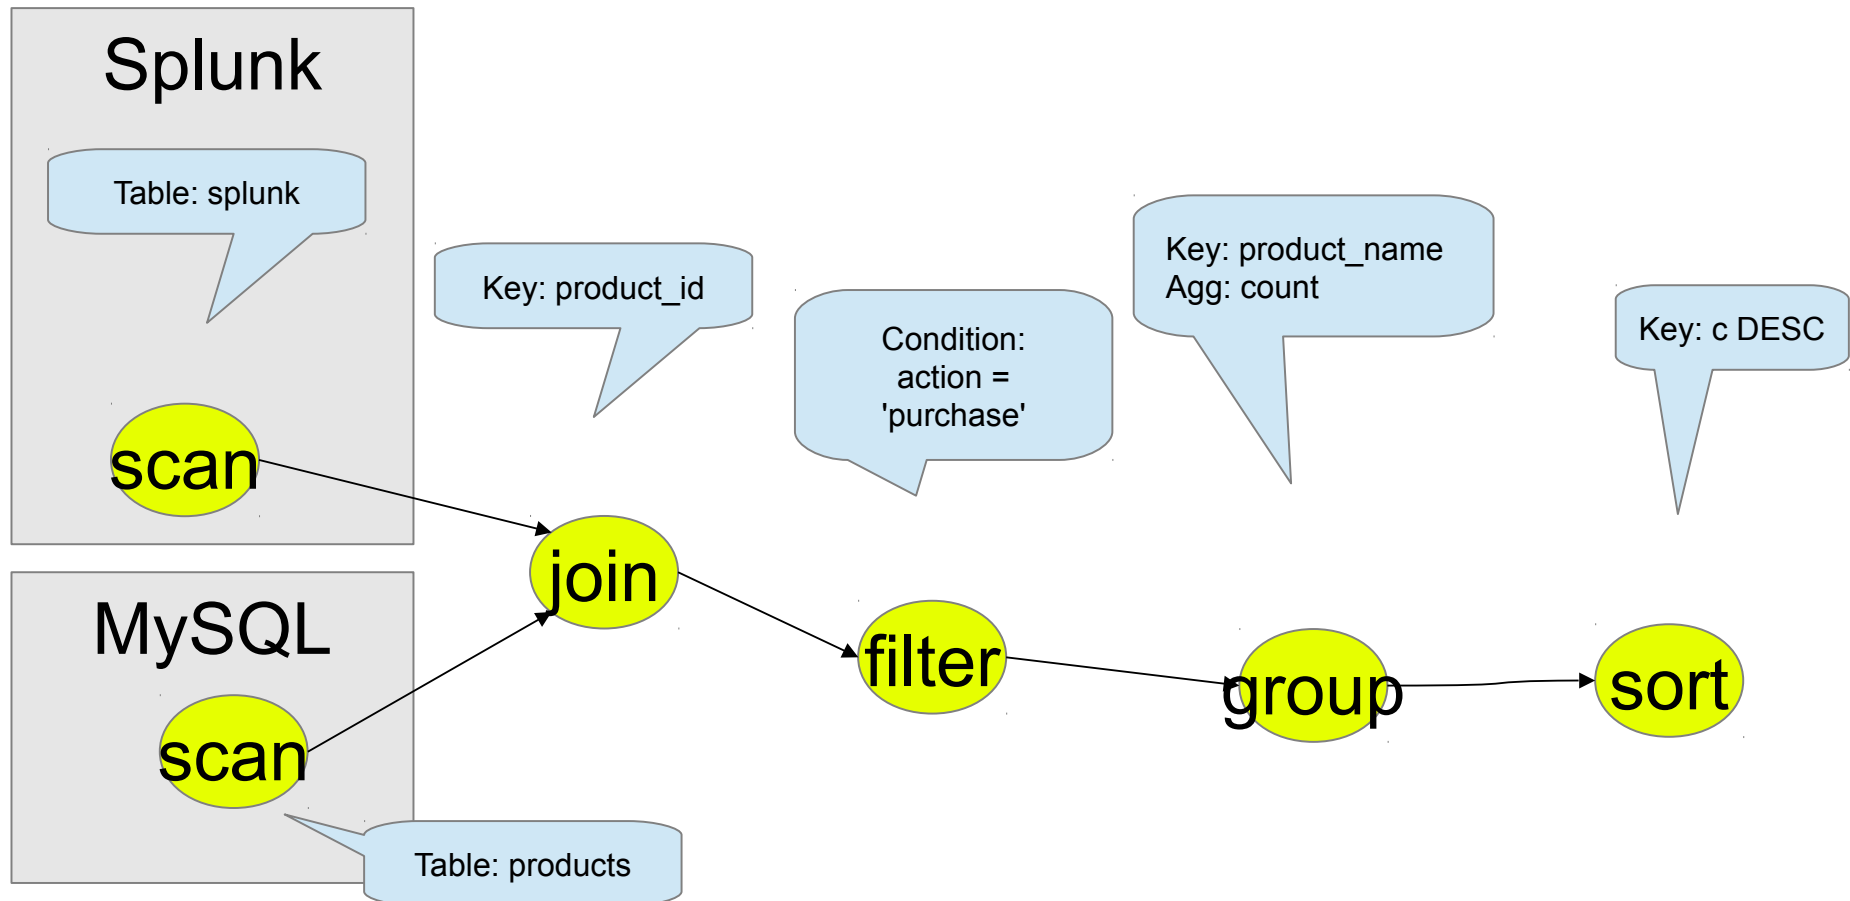 Splunk
Table: splunk
scan
MySQL
scan
Table: products
Key: product_id
join
Condition:
action =
'purchase'
filter
Key: product_name
Agg: count
group
Key: c DESC
sort